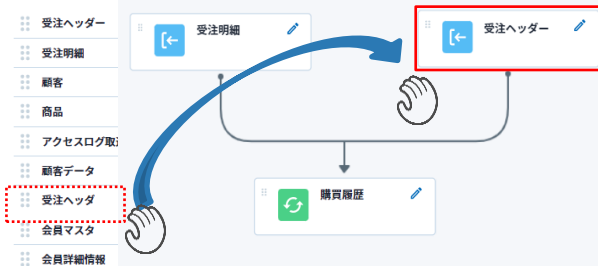 受注ヘッダー
受注明細
顧客
商品
アクセスログ取
顧客データ
受注ヘッダ
会員マスタ
会員詳細情報
受注明細
受注ヘッダー
購買履歴